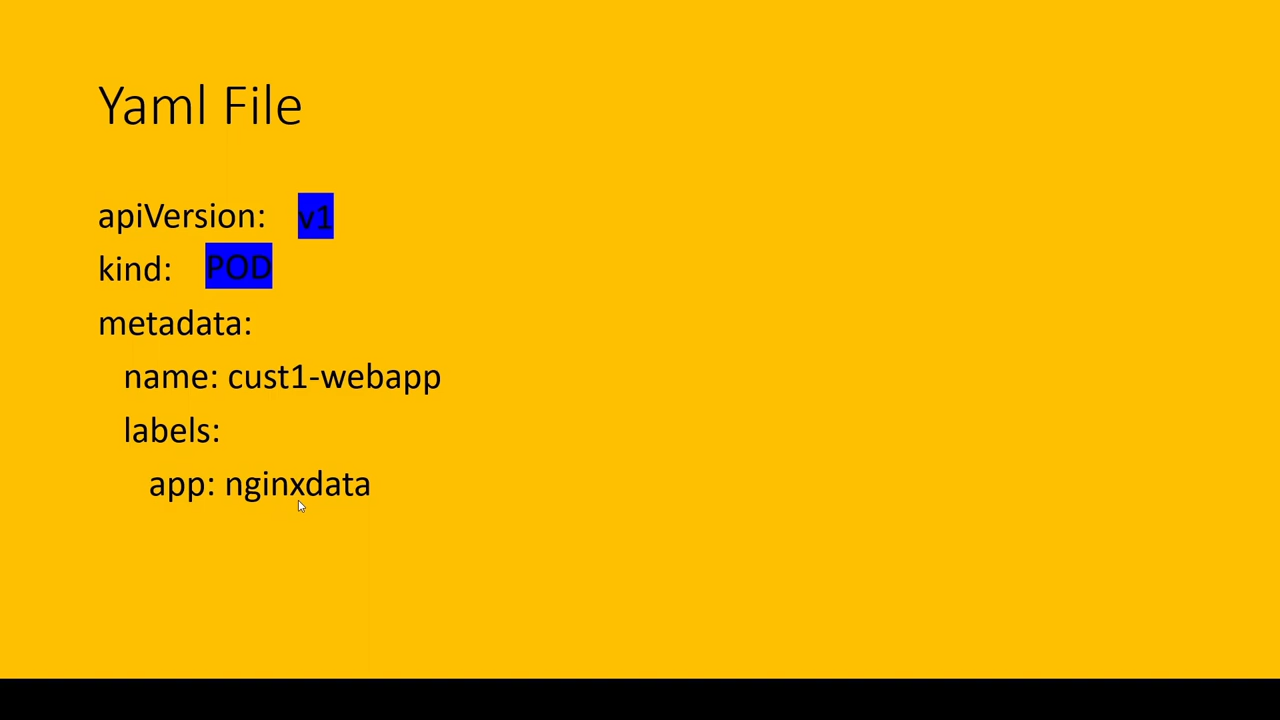 Yaml File
apiVersion: v1
kind: POD
metadata:
name: cust1-webapp
labels:
app: nginxdata